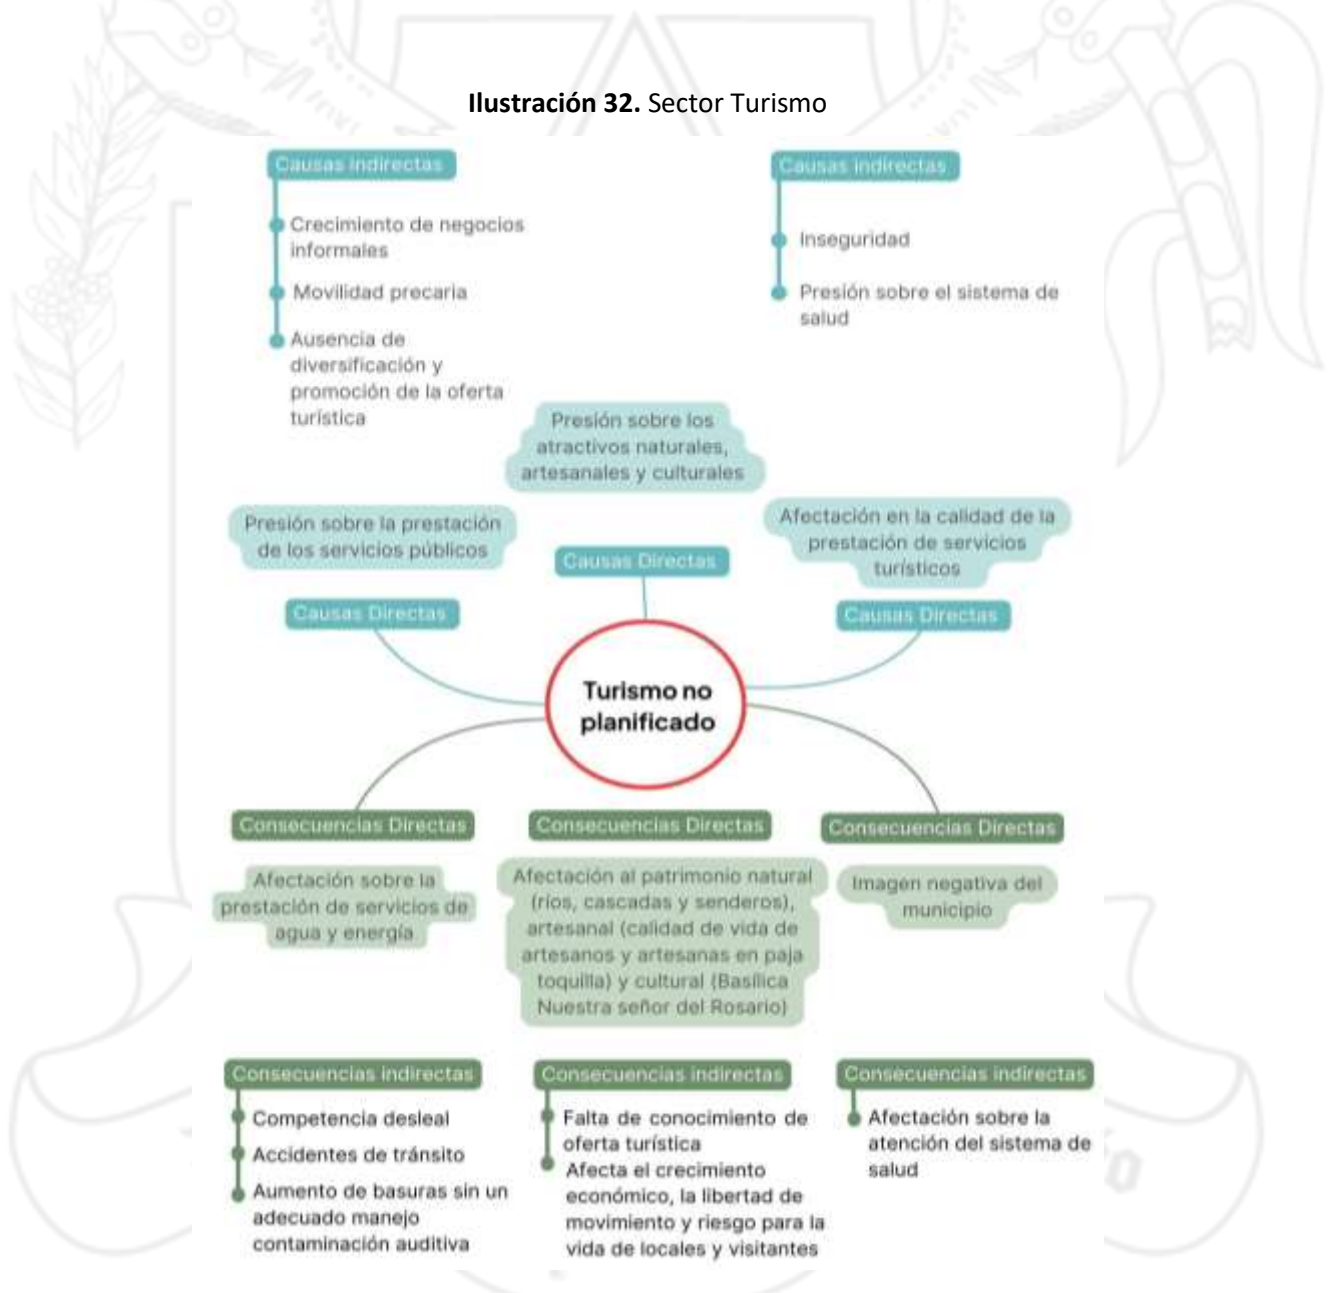 Ilustración 32. Sector Turismo
Causas indirectas
Crecimiento de negocios
informales
Movilidad precaria
Ausencia de
diversificación y
promoción de la oferta
turística
Causas indirectas
Inseguridad
Presión sobre el sistema de
salud
Presión sobre los
atractivos naturales,
artesanales y culturales
Presión sobre la prestación
de los servicios públicos
Afectación en la calidad de la
prestación de servicios
turísticos
Causas Directas
Causas Directas
Causas Directas
Turismo no
planificado
Consecuencias Directas
Afectación sobre la
prestación de servicios de
agua y energía
Consecuencias Directas
Afectación al patrimonio natural
(ríos, cascadas y senderos),
artesanal (calidad de vida de
artesanos y artesanas en paja
toquilla) y cultural (Basílica
Nuestra señor del Rosario)
Consecuencias Directas
Imagen negativa del
municipio
Consecuencias indirectas
Competencia desleal
Accidentes de tránsito
Aumento de basuras sin un
adecuado manejo
contaminación auditiva
Consecuencias indirectas
Falta de conocimiento de
oferta turística
Afecta el crecimiento
económico, la libertad de
movimiento y riesgo para la
vida de locales y visitantes
Consecuencias indirectas
Afectación sobre la
atención del sistema de
salud